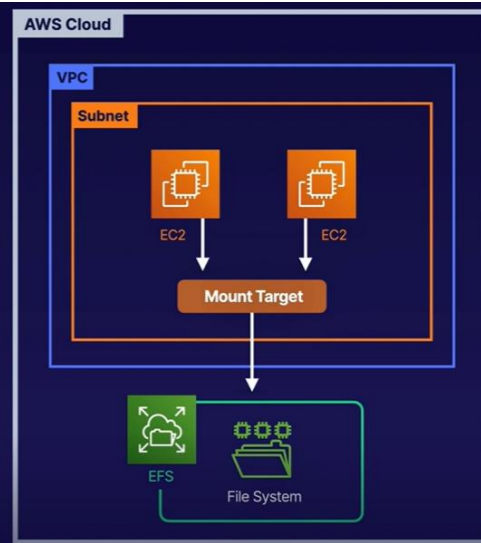 AWS Cloud
VPC
Subnet
EC2
EC2
Mount Target
EFS
File System